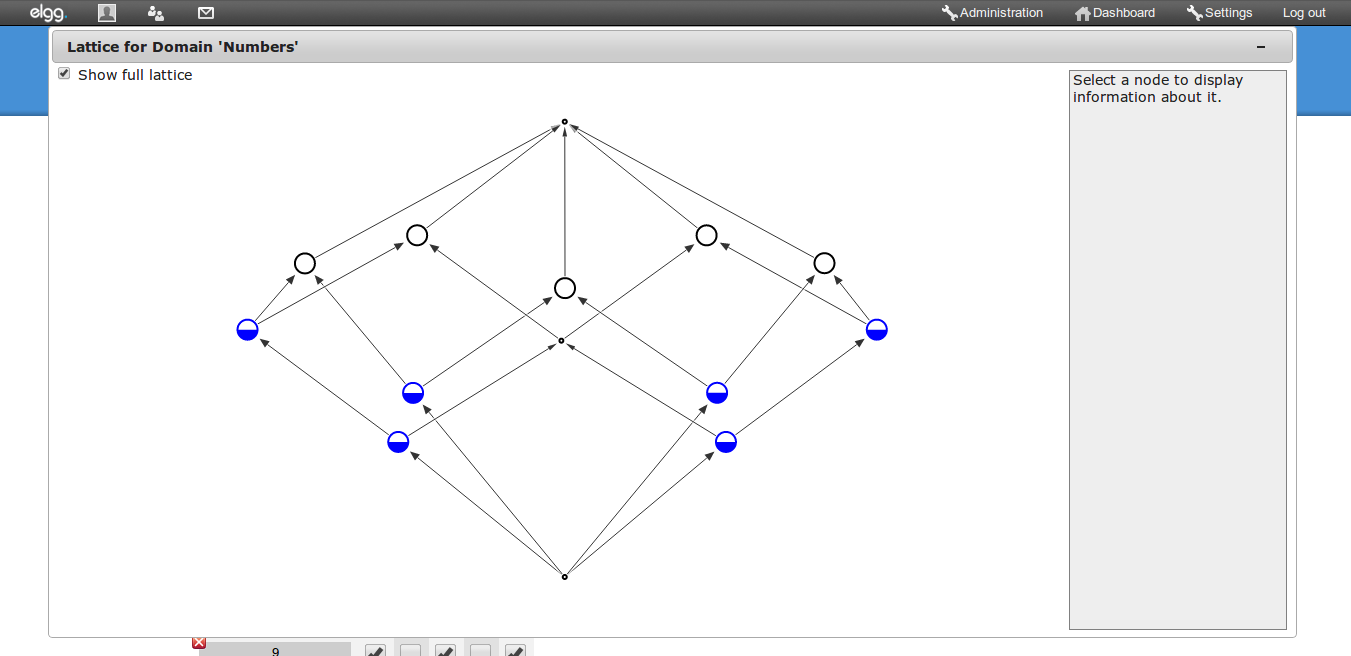 elgg. Administration Dashboard Settings Log out
Lattice for Domain 'Numbers' –
Show full lattice
Select a node to display
information about it.
9